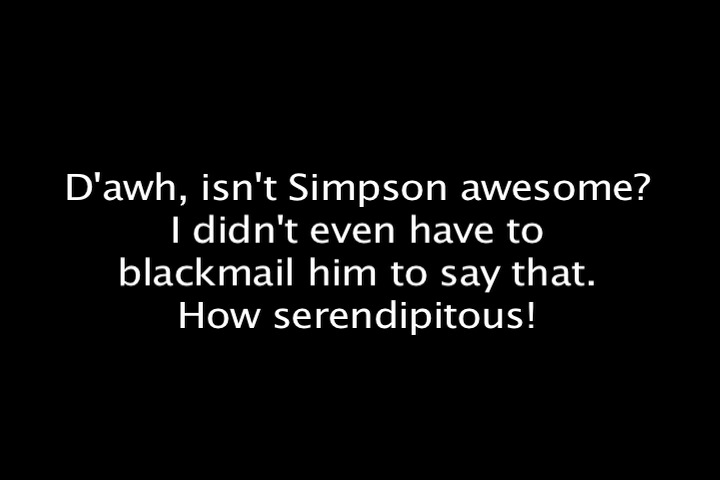 D'awh, isn't Simpson awesome?
I didn't even have to
blackmail him to say that.
How serendipitous!